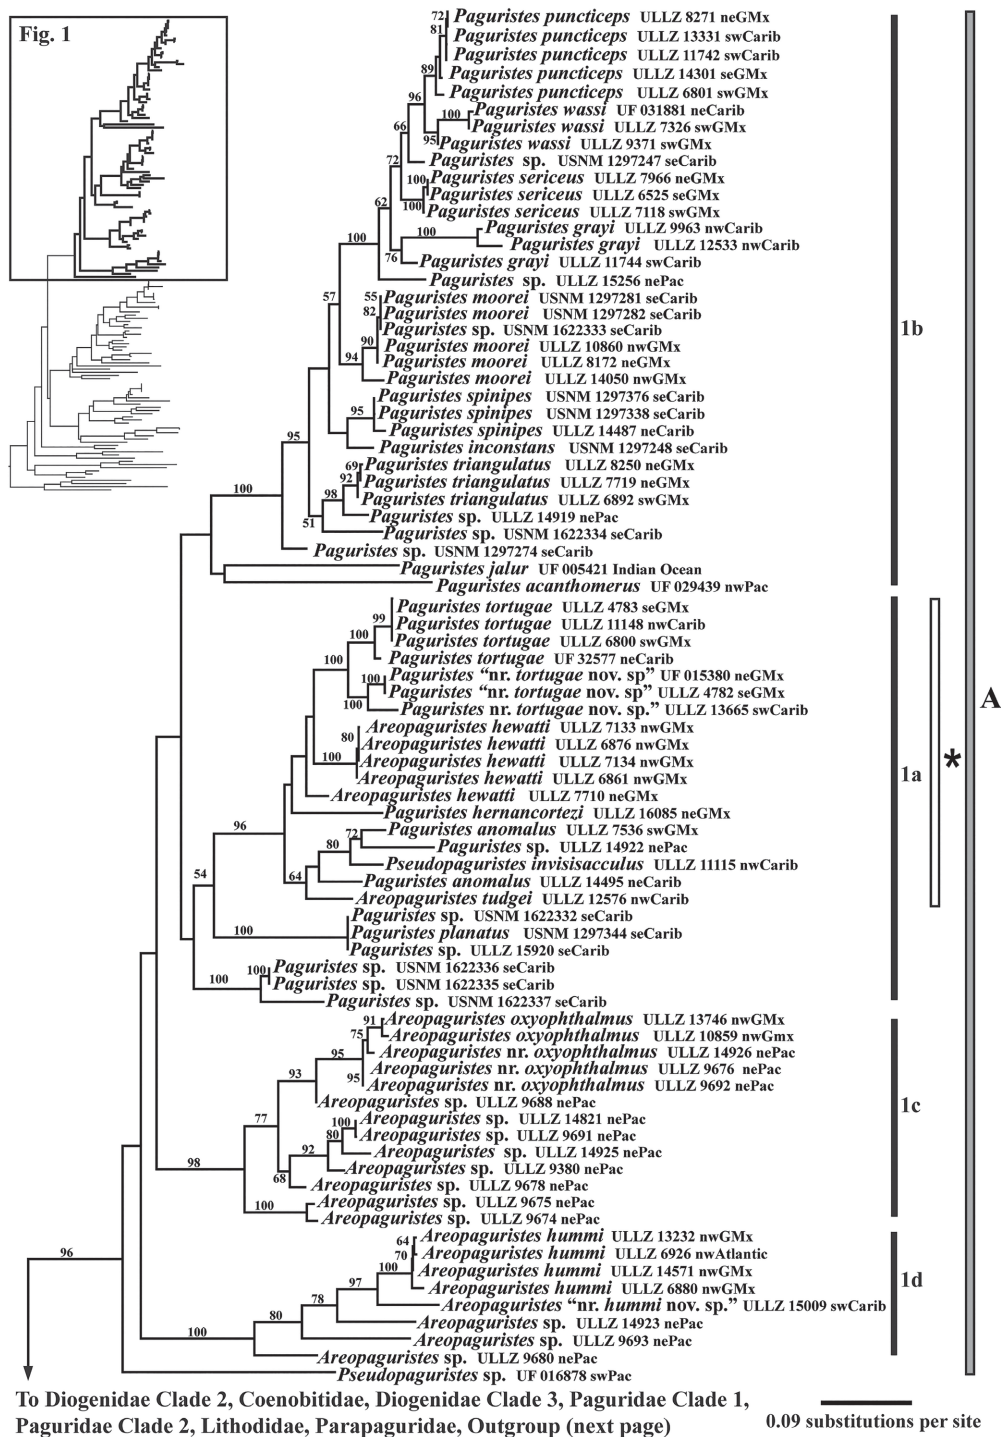 Fig. 1
72
Paguristes puncticeps ULLZ 8271 neGMx
81
Paguristes puncticeps ULLZ 13331 swCarib
Paguristes puncticeps ULLZ 11742 swCarib
89
Paguristes puncticeps ULLZ 14301 seGMx
Paguristes puncticeps ULLZ 6801 swGMx
96
100
Paguristes wassi UF 031881 neCarib
Paguristes wassi ULLZ 7326 swGMx
66
95
Paguristes wassi ULLZ 9371 swGMx
72
Paguristes sp. USNM 1297247 seCarib
100
Paguristes sericeus ULLZ 7966 neGMx
Paguristes sericeus ULLZ 6525 seGMx
62
100
Paguristes sericeus ULLZ 7118 swGMx
100
Paguristes grayi ULLZ 9963 nwCarib
100
Paguristes grayi ULLZ 12533 nwCarib
76
Paguristes grayi ULLZ 11744 swCarib
Paguristes sp. ULLZ 15256 nePac
57
55
Paguristes moorei USNM 1297281 seCarib
82
Paguristes moorei USNM 1297282 seCarib
Paguristes sp. USNM 1622333 seCarib
1b
90
Paguristes moorei ULLZ 10860 nwGMx
94
Paguristes moorei ULLZ 8172 neGMx
Paguristes moorei ULLZ 14050 nwGMx
Paguristes spinipes USNM 1297376 seCarib
95
Paguristes spinipes USNM 1297338 seCarib
Paguristes spinipes ULLZ 14487 neCarib
95
Paguristes inconstans USNM 1297248 seCarib
69
Paguristes triangulatus ULLZ 8250 neGMx
92
Paguristes triangulatus ULLZ 7719 neGMx
100
98
Paguristes triangulatus ULLZ 6892 swGMx
51
Paguristes sp. ULLZ 14919 nePac
Paguristes sp. USNM 1622334 seCarib
Paguristes sp. USNM 1297274 seCarib
Paguristes jalur UF 005421 Indian Ocean
Paguristes acanthomerus UF 029439 nwPac
Paguristes tortugae ULLZ 4783 seGMx
99
Paguristes tortugae ULLZ 11148 nwCarib
100
Paguristes tortugae ULLZ 6800 swGMx
100
Paguristes tortugae UF 32577 neCarib
100
Paguristes “nr. tortugae nov. sp” UF 015380 neGMx
Paguristes “nr. tortugae nov. sp” ULLZ 4782 seGMx
A
100
Paguristes nr. tortugae nov. sp.” ULLZ 13665 swCarib
Areopaguristes hewatti ULLZ 7133 nwGMx
80
Areopaguristes hewatti ULLZ 6876 nwGMx
100
Areopaguristes hewatti ULLZ 7134 nwGMx
*
1a
Areopaguristes hewatti ULLZ 6861 nwGMx
Areopaguristes hewatti ULLZ 7710 neGMx
Paguristes hernancortezi ULLZ 16085 neGMx
96
72
Paguristes anomalus ULLZ 7536 swGMx
80
Paguristes sp. ULLZ 14922 nePac
Pseudopaguristes invisisacculus ULLZ 11115 nwCarib
54
64
Paguristes anomalus ULLZ 14495 neCarib
Areopaguristes tudgei ULLZ 12576 nwCarib
Paguristes sp. USNM 1622332 seCarib
100
Paguristes planatus USNM 1297344 seCarib
Paguristes sp. ULLZ 15920 seCarib
100
Paguristes sp. USNM 1622336 seCarib
100
Paguristes sp. USNM 1622335 seCarib
Paguristes sp. USNM 1622337 seCarib
91
Areopaguristes oxyophthalmus ULLZ 13746 nwGMx
75
Areopaguristes oxyophthalmus ULLZ 10859 nwGmx
95
Areopaguristes nr. oxyophthalmus ULLZ 14926 nePac
Areopaguristes nr. oxyophthalmus ULLZ 9676 nePac
93
95
Areopaguristes nr. oxyophthalmus ULLZ 9692 nePac
Areopaguristes sp. ULLZ 9688 nePac
1c
77
100
Areopaguristes sp. ULLZ 14821 nePac
80
Areopaguristes sp. ULLZ 9691 nePac
92
Areopaguristes sp. ULLZ 14925 nePac
98
68
Areopaguristes sp. ULLZ 9380 nePac
Areopaguristes sp. ULLZ 9678 nePac
100
Areopaguristes sp. ULLZ 9675 nePac
Areopaguristes sp. ULLZ 9674 nePac
64
Areopaguristes hummi ULLZ 13232 nwGMx
96
70
Areopaguristes hummi ULLZ 6926 nwAtlantic
100
Areopaguristes hummi ULLZ 14571 nwGMx
97
Areopaguristes hummi ULLZ 6880 nwGMx
1d
78
Areopaguristes “nr. hummi nov. sp.” ULLZ 15009 swCarib
80
Areopaguristes sp. ULLZ 14923 nePac
100
Areopaguristes sp. ULLZ 9693 nePac
Areopaguristes sp. ULLZ 9680 nePac
Pseudopaguristes sp. UF 016878 swPac
To Diogenidae Clade 2, Coenobitidae, Diogenidae Clade 3, Paguridae Clade 1,
Paguridae Clade 2, Lithodidae, Parapaguridae, Outgroup (next page)
0.09 substitutions per site